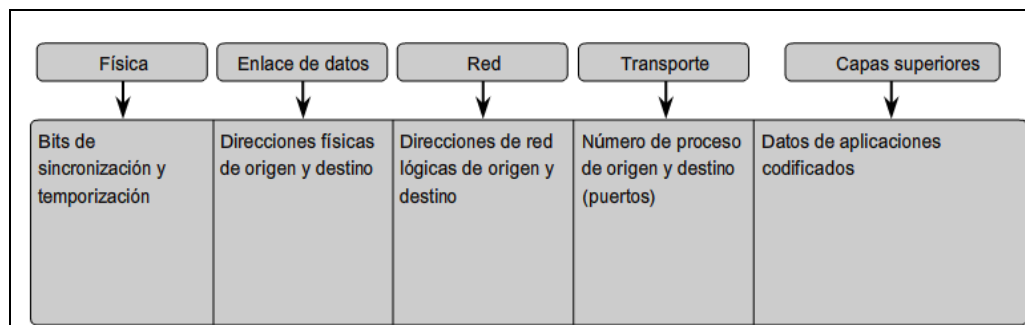 Física
Enlace de datos
Red
Transporte
Capas superiores
Bits de
sincronización y
temporización
Direcciones físicas
de origen y destino
Direcciones de red
lógicas de origen y
destino
Número de proceso
de origen y destino
(puertos)
Datos de aplicaciones
codificados